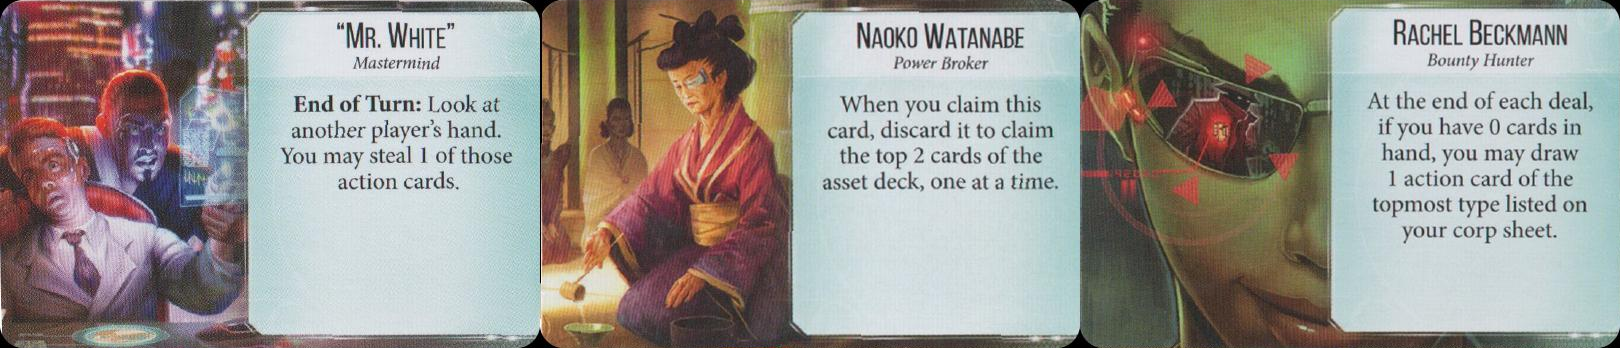 "Mr. White"
Mastermind
End of Turn: Look at
another player's hand.
You may steal 1 of those
action cards.
Naoko Watanabe
Power Broker
When you claim this
card, discard it to claim
the top 2 cards of the
asset deck, one at a time.
Rachel Beckmann
Bounty Hunter
At the end of each deal,
if you have 0 cards in
hand, you may draw
1 action card of the
topmost type listed on
your corp sheet.